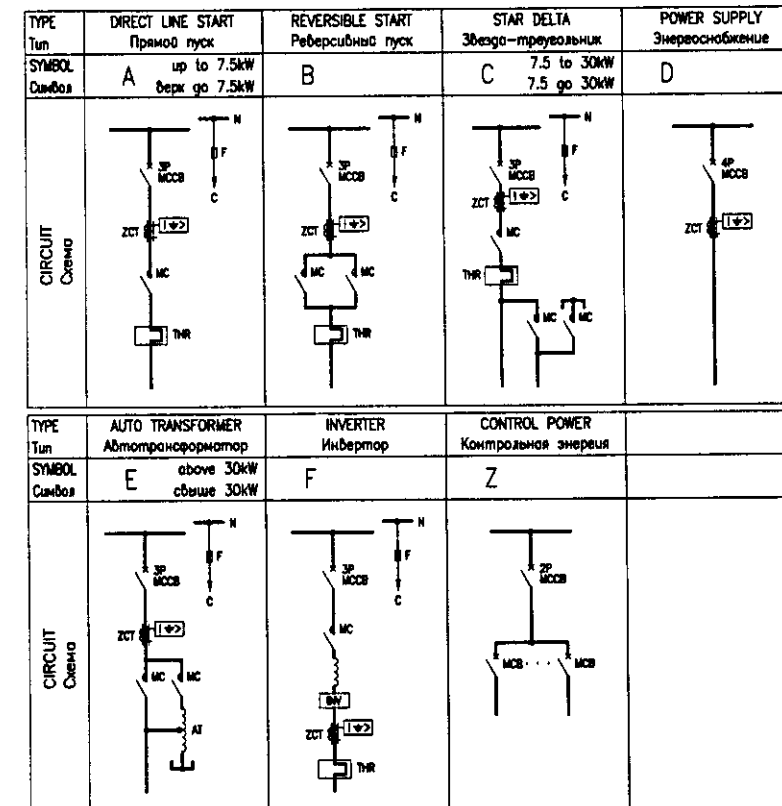 TYPE
Тип
DIRECT LINE START
Прямой пуск
REVERSIBLE START
Реверсивный пуск
STAR DELTA
Звезда-треугольник
POWER SUPPLY
Энергоснабжение
SYMBOL
Символ
A
up to 7.5kW
верх до 7.5kW
B
C
7.5 to 30kW
7.5 до 30kW
D
CIRCUIT
Схема
N
F
C
3P
MCCB
ZCT
I ⏚>
MC
THR
N
F
C
3P
MCCB
ZCT
I ⏚>
MC
MC
THR
N
F
C
3P
MCCB
ZCT
I ⏚>
MC
THR
MC
MC
4P
MCCB
ZCT
I ⏚>
TYPE
Тип
AUTO TRANSFORMER
Автотрансформатор
INVERTER
Инвертор
CONTROL POWER
Контрольная энергия
SYMBOL
Символ
E
above 30kW
свыше 30kW
F
Z
CIRCUIT
Схема
N
F
C
3P
MCCB
ZCT
I ⏚>
MC
MC
AT
N
F
C
3P
MCCB
MC
INV
ZCT
I ⏚>
THR
2P
MCCB
MCB · · · MCB